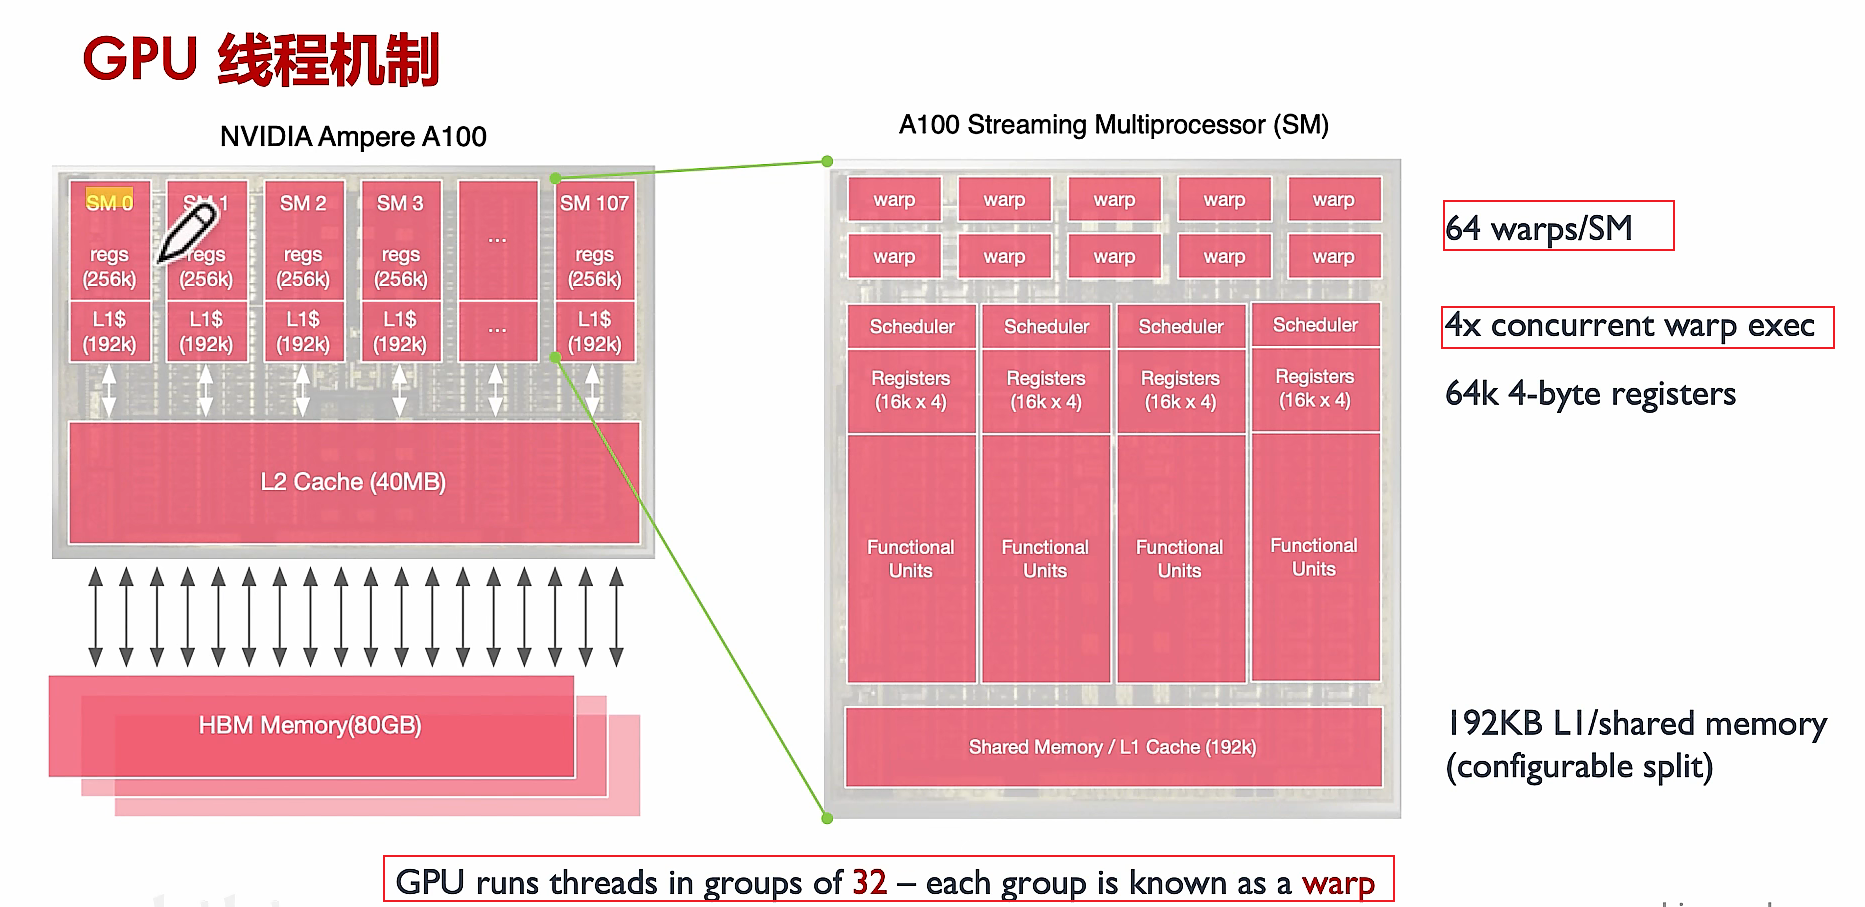 GPU 线程机制
NVIDIA Ampere A100
SM 0
SM 1
SM 2
SM 3
...
SM 107
regs
(256k)
regs
(256k)
regs
(256k)
regs
(256k)
regs
(256k)
L1$
(192k)
L1$
(192k)
L1$
(192k)
L1$
(192k)
...
L1$
(192k)
L2 Cache (40MB)
HBM Memory(80GB)
A100 Streaming Multiprocessor (SM)
warp warp warp warp warp
warp warp warp warp warp
Scheduler Scheduler Scheduler Scheduler
Registers
(16k x 4)
Registers
(16k x 4)
Registers
(16k x 4)
Registers
(16k x 4)
Functional
Units
Functional
Units
Functional
Units
Functional
Units
Shared Memory / L1 Cache (192k)
64 warps/SM
4x concurrent warp exec
64k 4-byte registers
192KB L1/shared memory
(configurable split)
GPU runs threads in groups of 32 – each group is known as a warp